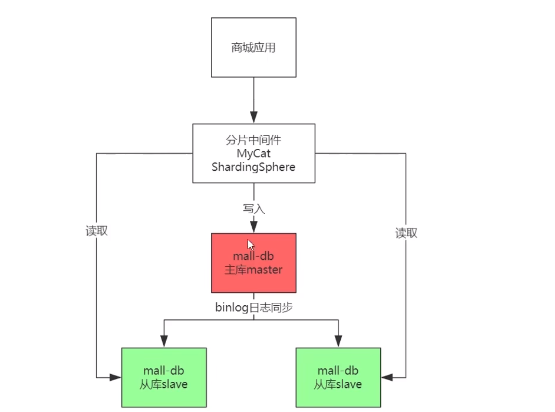 商城应用
分片中间件
MyCat
ShardingSphere
写入
读取
读取
mall-db
主库master
binlog日志同步
mall-db
从库slave
mall-db
从库slave